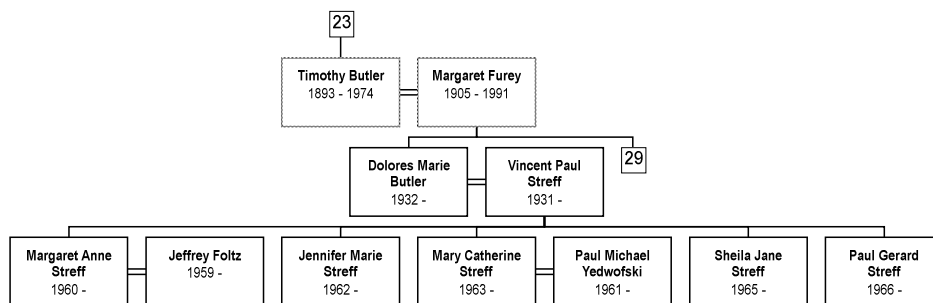 23
Timothy Butler
1893 - 1974
Margaret Furey
1905 - 1991
Dolores Marie
Butler
1932 -
Vincent Paul
Streff
1931 -
29
Margaret Anne
Streff
1960 -
Jeffrey Foltz
1959 -
Jennifer Marie
Streff
1962 -
Mary Catherine
Streff
1963 -
Paul Michael
Yedwofski
1961 -
Sheila Jane
Streff
1965 -
Paul Gerard
Streff
1966 -